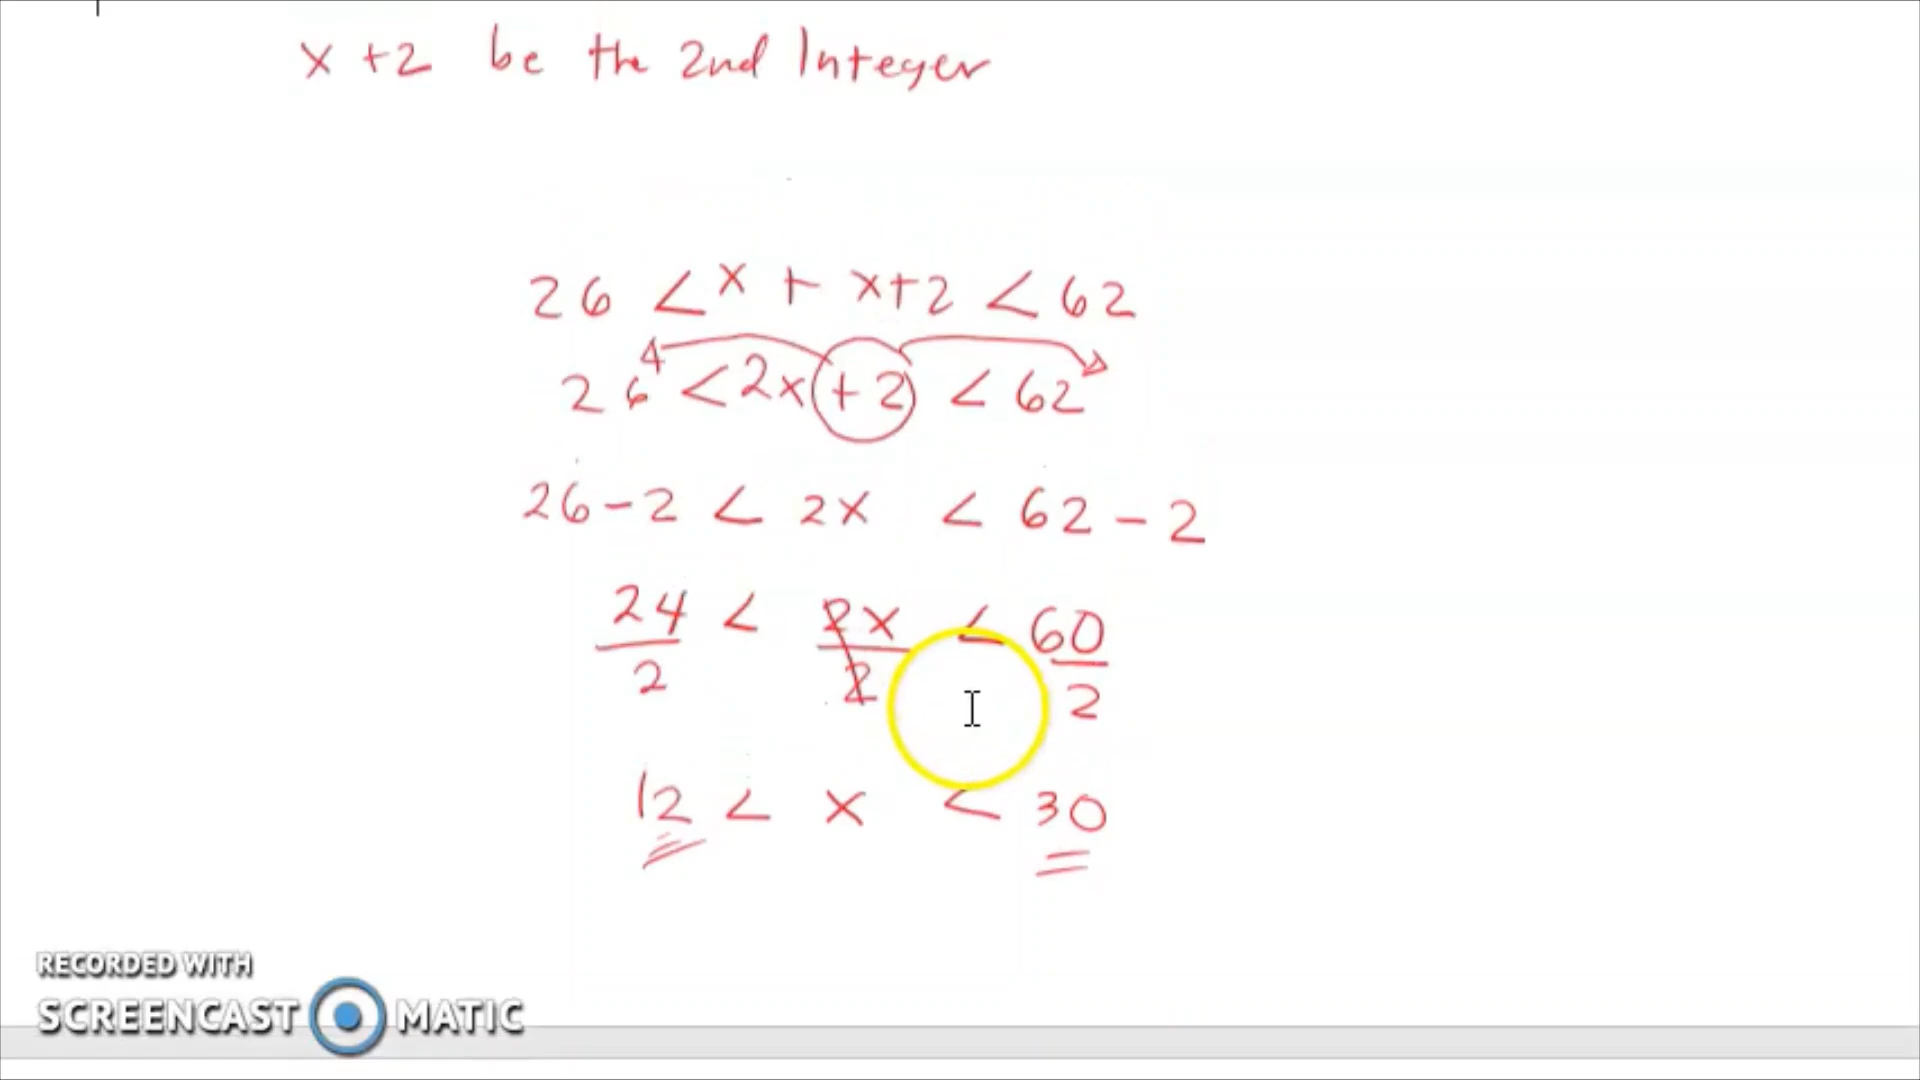 x + 2 be the 2nd Integer
26 < x + x + 2 < 62
26 < 2x + 2 < 62
26 - 2 < 2x < 62 - 2
24 < 2x < 60
2 2 2
12 < x < 30
RECORDED WITH
SCREENCAST MATIC